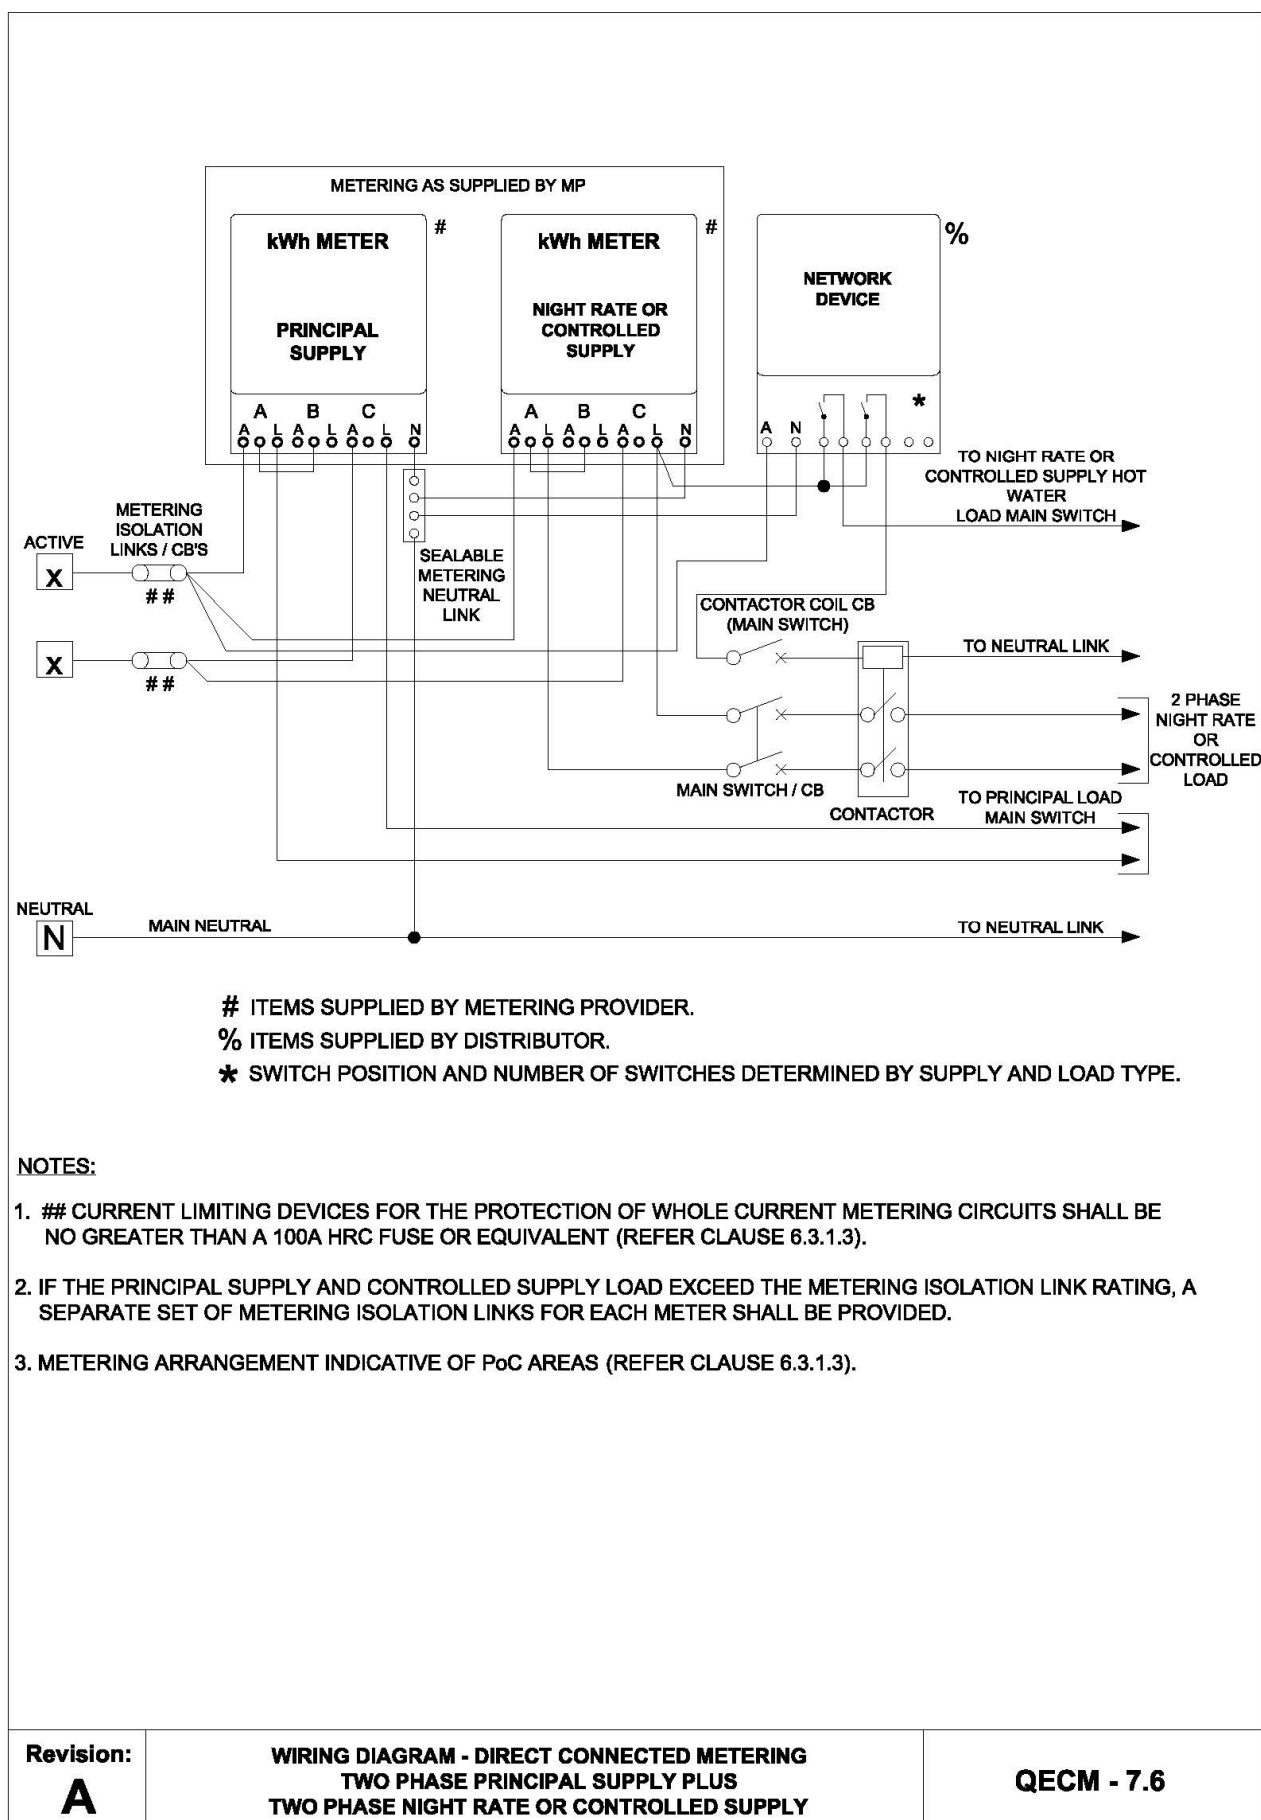 METERING AS SUPPLIED BY MP
kWh METER
#
PRINCIPAL
SUPPLY
A B C
A L A L A L N
kWh METER
#
NIGHT RATE OR
CONTROLLED
SUPPLY
A B C
A L A L A L N
%
NETWORK
DEVICE
*
A N
TO NIGHT RATE OR
CONTROLLED SUPPLY HOT
WATER
LOAD MAIN SWITCH
METERING
ISOLATION
LINKS / CB'S
ACTIVE
X
# #
SEALABLE
METERING
NEUTRAL
LINK
X
# #
CONTACTOR COIL CB
(MAIN SWITCH)
TO NEUTRAL LINK
2 PHASE
NIGHT RATE
OR
CONTROLLED
LOAD
MAIN SWITCH / CB
CONTACTOR
TO PRINCIPAL LOAD
MAIN SWITCH
NEUTRAL
N
MAIN NEUTRAL
TO NEUTRAL LINK
# ITEMS SUPPLIED BY METERING PROVIDER.
% ITEMS SUPPLIED BY DISTRIBUTOR.
* SWITCH POSITION AND NUMBER OF SWITCHES DETERMINED BY SUPPLY AND LOAD TYPE.
NOTES:
1. ## CURRENT LIMITING DEVICES FOR THE PROTECTION OF WHOLE CURRENT METERING CIRCUITS SHALL BE
NO GREATER THAN A 100A HRC FUSE OR EQUIVALENT (REFER CLAUSE 6.3.1.3).
2. IF THE PRINCIPAL SUPPLY AND CONTROLLED SUPPLY LOAD EXCEED THE METERING ISOLATION LINK RATING, A
SEPARATE SET OF METERING ISOLATION LINKS FOR EACH METER SHALL BE PROVIDED.
3. METERING ARRANGEMENT INDICATIVE OF PoC AREAS (REFER CLAUSE 6.3.1.3).
Revision:
A
WIRING DIAGRAM - DIRECT CONNECTED METERING
TWO PHASE PRINCIPAL SUPPLY PLUS
TWO PHASE NIGHT RATE OR CONTROLLED SUPPLY
QECM - 7.6